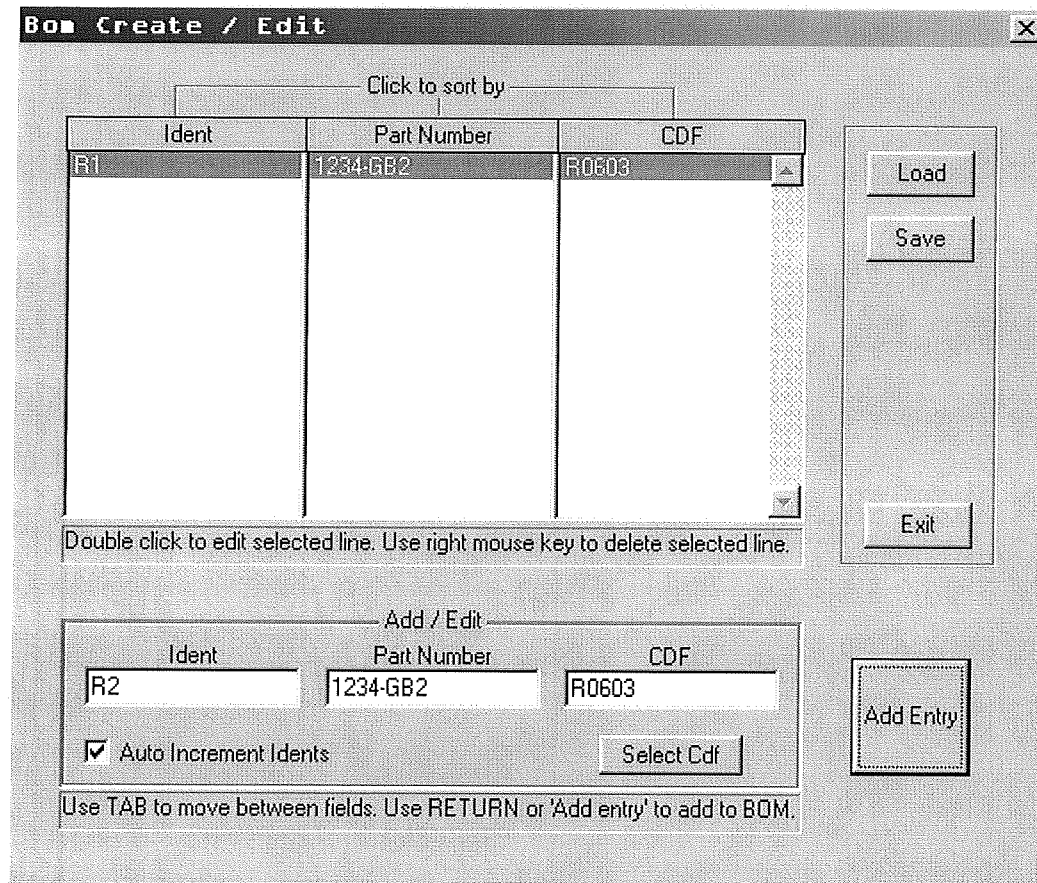 Bom Create / Edit
Click to sort by
Ident Part Number CDF
R1 1234-GB2 R0603
Load
Save
Exit
Double click to edit selected line. Use right mouse key to delete selected line.
Add / Edit
Ident Part Number CDF
R2 1234-GB2 R0603
Add Entry
Auto Increment Idents Select Cdf
Use TAB to move between fields. Use RETURN or 'Add entry' to add to BOM.